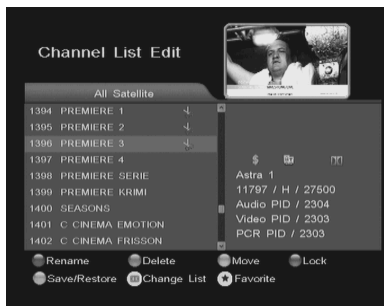 Channel List Edit
All Satellite
1394 PREMIERE 1
1395 PREMIERE 2
1396 PREMIERE 3
1397 PREMIERE 4
1398 PREMIERE SERIE
1399 PREMIERE KRIMI
1400 SEASONS
1401 C CINEMA EMOTION
1402 C CINEMA FRISSON
$
Astra 1
11797 / H / 27500
Audio PID / 2304
Video PID / 2303
PCR PID / 2303
Rename Delete Move Lock
Save/Restore Change List Favorite